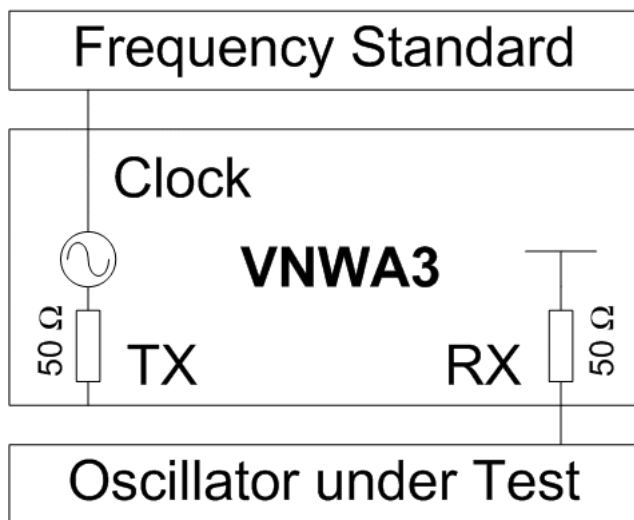 Frequency Standard
Clock
VNWA3
50 Ω
TX
RX
50 Ω
Oscillator under Test